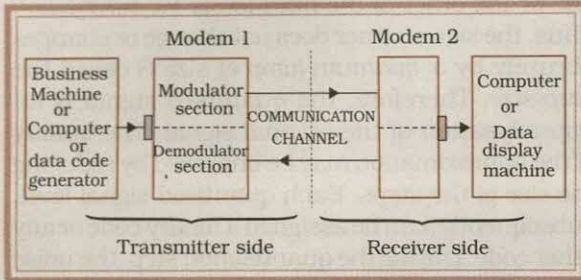 Modem 1
Modem 2
Business
Machine
or
Computer
or
data code
generator
Modulator
section
COMMUNICATION
CHANNEL
Demodulator
section
Computer
or
Data
display
machine
Transmitter side
Receiver side